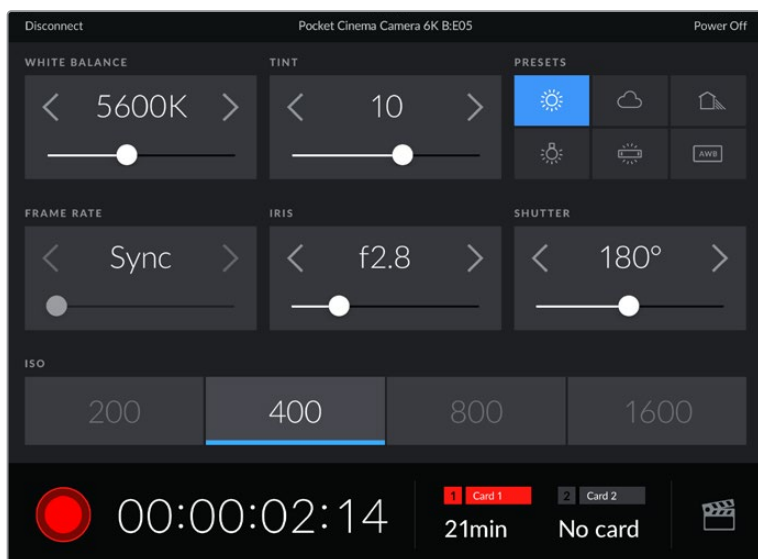 Disconnect Pocket Cinema Camera 6K B:E05 Power Off
WHITE BALANCE TINT PRESETS
5600K 10
AWB
FRAME RATE IRIS SHUTTER
Sync f2.8 180°
ISO
200 400 800 1600
00:00:02:14
1 Card 1 2 Card 2
21min No card